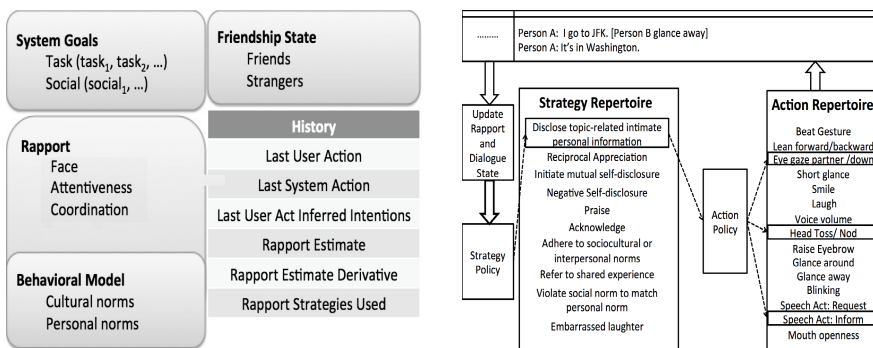 System Goals
Task (task1, task2, ...)
Social (social1, ...)
Friendship State
Friends
Strangers
Rapport
Face
Attentiveness
Coordination
Behavioral Model
Cultural norms
Personal norms
History
Last User Action
Last System Action
Last User Act Inferred Intentions
Rapport Estimate
Rapport Estimate Derivative
Rapport Strategies Used
.........
Person A: I go to JFK. [Person B glance away]
Person A: It's in Washington.
Update
Rapport
and
Dialogue
State
Strategy
Policy
Strategy Repertoire
Disclose topic-related intimate
personal information
Reciprocal Appreciation
Initiate mutual self-disclosure
Negative Self-disclosure
Praise
Acknowledge
Adhere to sociocultural or
interpersonal norms
Refer to shared experience
Violate social norm to match
personal norm
Embarrassed laughter
Action
Policy
Action Repertoire
Beat Gesture
Lean forward/backward
Eye gaze partner /down
Short glance
Smile
Laugh
Voice volume
Head Toss/ Nod
Raise Eyebrow
Glance around
Glance away
Blinking
Speech Act: Request
Speech Act: Inform
Mouth openness